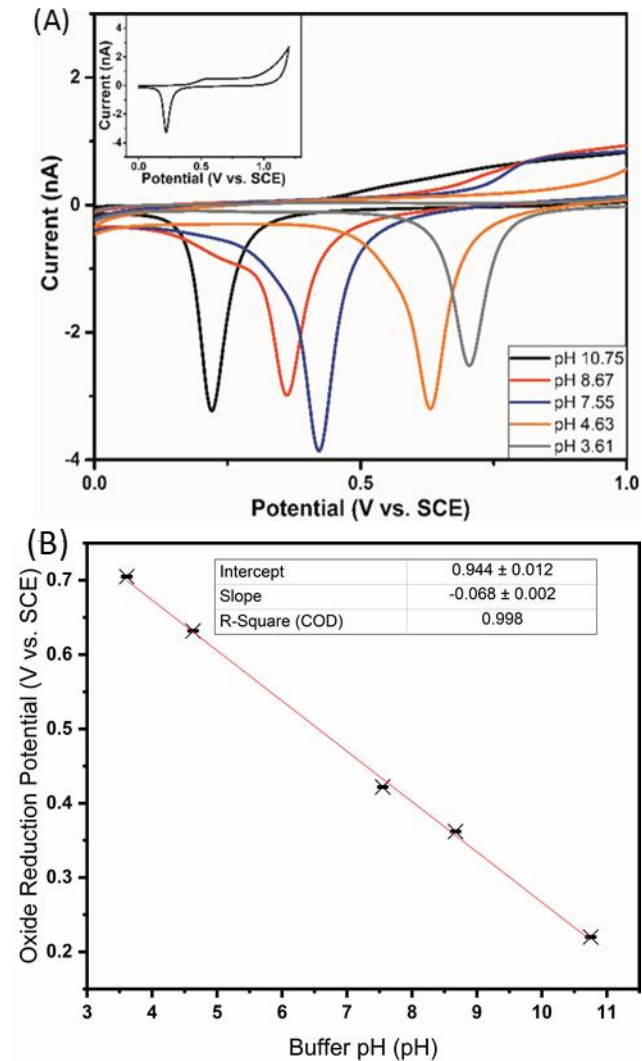 (A)
4
2
0
-2
-4
Current (nA)
0.0
0.5
1.0
Potential (V vs. SCE)
2
0
-2
-4
Current (nA)
pH 10.75
pH 8.67
pH 7.55
pH 4.63
pH 3.61
0.0
0.5
1.0
Potential (V vs. SCE)
(B)
Intercept 0.944 ± 0.012
Slope -0.068 ± 0.002
R-Square (COD) 0.998
0.7
0.6
0.5
0.4
0.3
0.2
Oxide Reduction Potential (V vs. SCE)
3 4 5 6 7 8 9 10 11
Buffer pH (pH)